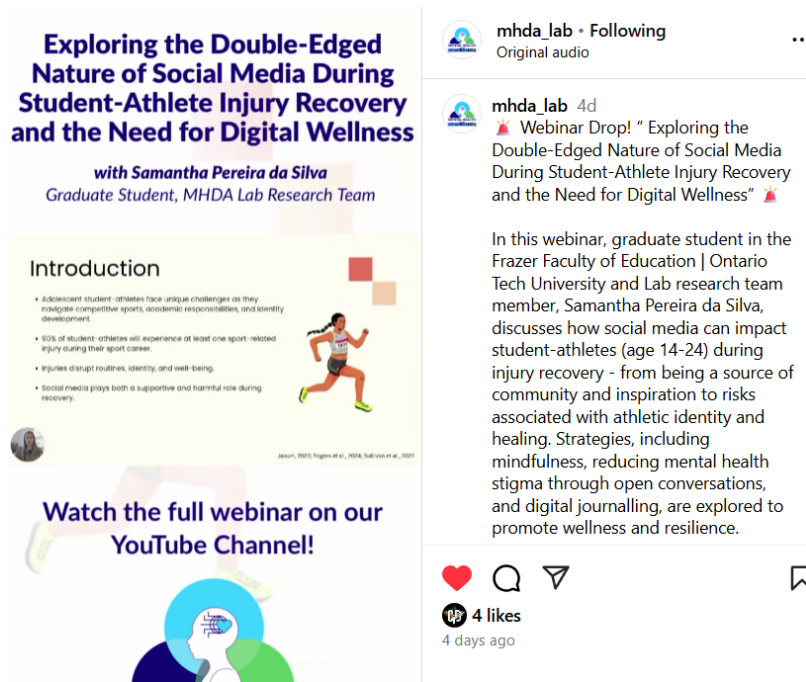 Exploring the Double-Edged
Nature of Social Media During
Student-Athlete Injury Recovery
and the Need for Digital Wellness
with Samantha Pereira da Silva
Graduate Student, MHDA Lab Research Team
Introduction
• Adolescent student-athletes face unique challenges as they
navigate competitive sports, academic responsibilities, and identity
development.
• 90% of student-athletes will experience at least one sport-related
injury during their sport career.
• Injuries disrupt routines, identity, and well-being.
• Social media plays both a supportive and harmful role during
recovery.
2023; Rogers et al., 2024; Sullivan et al.,
Watch the full webinar on our
YouTube Channel!
mhda_lab • Following
Original audio
mhda_lab 4d
🚨 Webinar Drop! “ Exploring the
Double-Edged Nature of Social Media
During Student-Athlete Injury Recovery
and the Need for Digital Wellness” 🚨
In this webinar, graduate student in the
Frazer Faculty of Education | Ontario
Tech University and Lab research team
member, Samantha Pereira da Silva,
discusses how social media can impact
student-athletes (age 14-24) during
injury recovery - from being a source of
community and inspiration to risks
associated with athletic identity and
healing. Strategies, including
mindfulness, reducing mental health
stigma through open conversations,
and digital journalling, are explored to
promote wellness and resilience.
4 likes
4 days ago